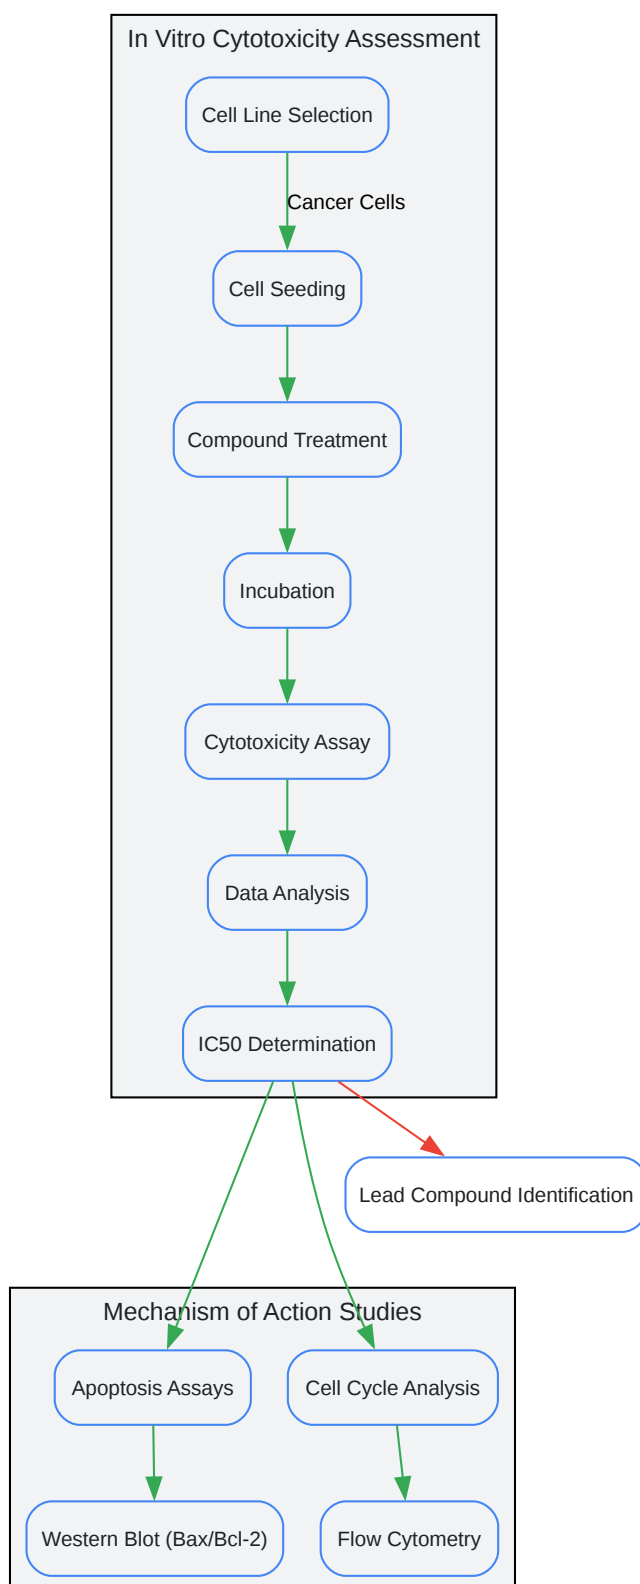 In Vitro Cytotoxicity Assessment
Cell Line Selection
Cancer Cells
Cell Seeding
Compound Treatment
Incubation
Cytotoxicity Assay
Data Analysis
IC50 Determination
Lead Compound Identification
Mechanism of Action Studies
Apoptosis Assays
Cell Cycle Analysis
Western Blot (Bax/Bcl-2)
Flow Cytometry